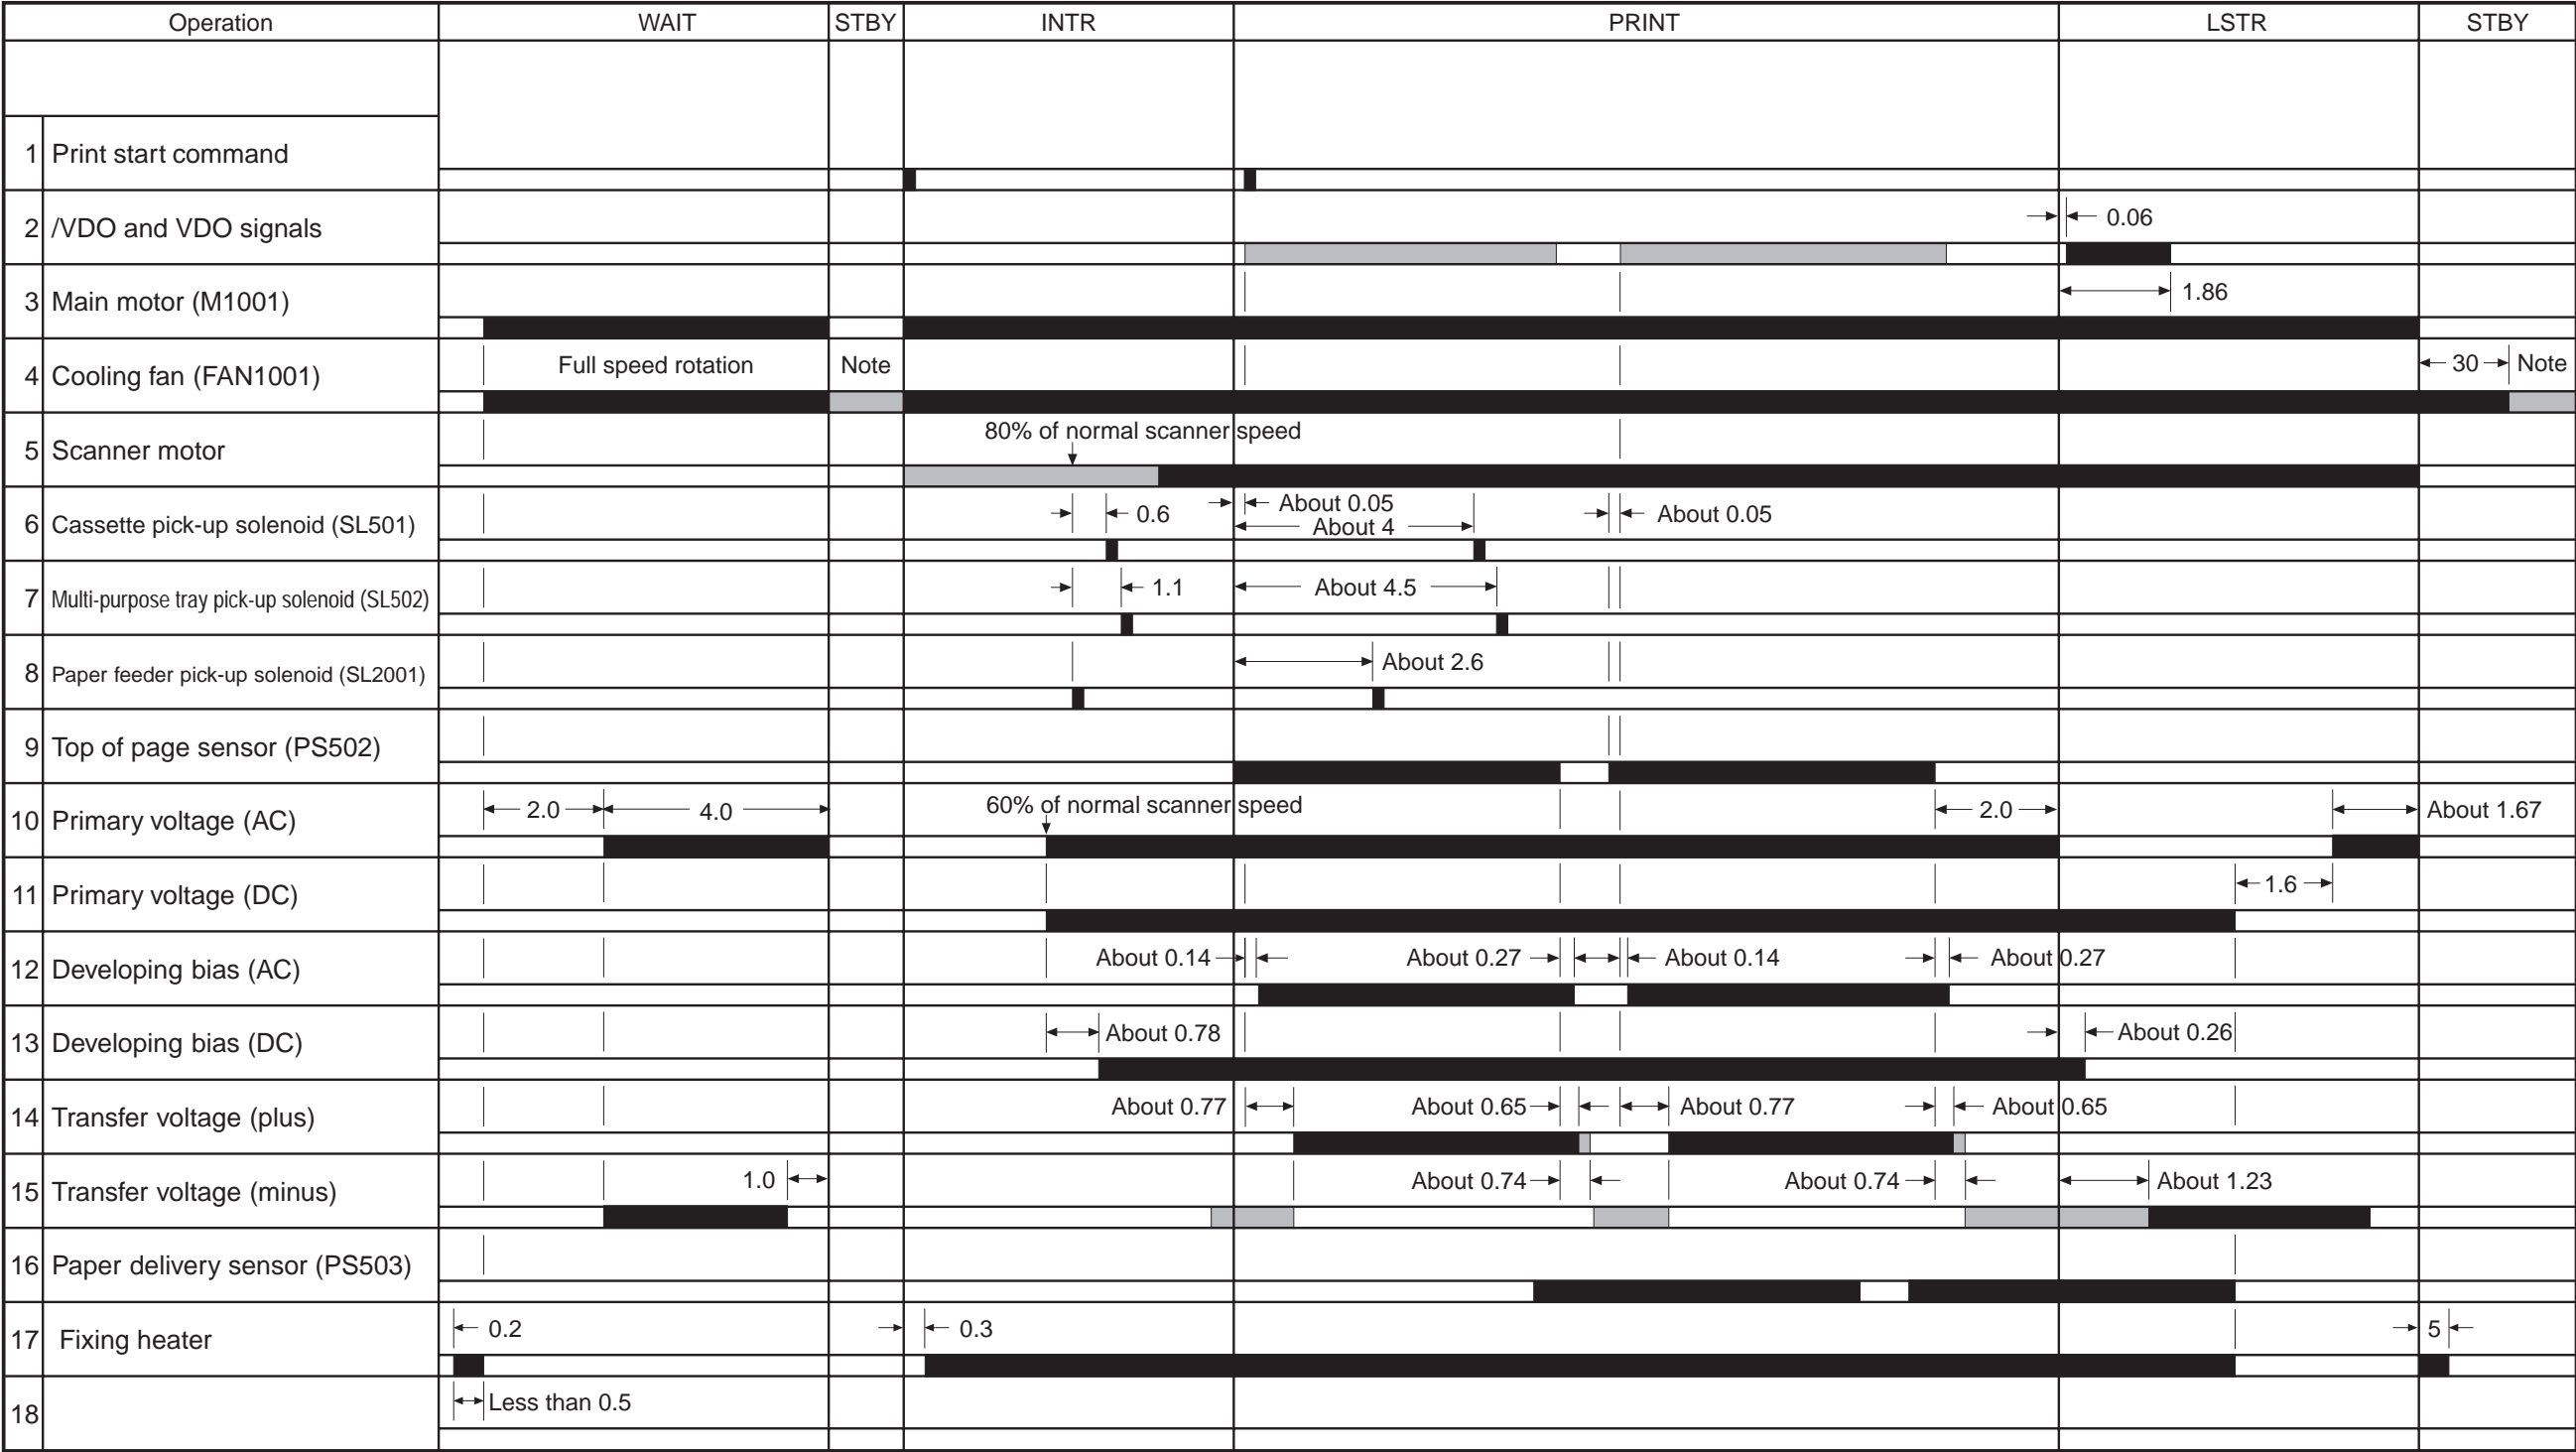 Operation WAIT STBY INTR PRINT LSTR STBY
1 Print start command
2 /VDO and VDO signals 0.06
3 Main motor (M1001) 1.86
4 Cooling fan (FAN1001) Full speed rotation Note 30 Note
80% of normal scanner speed
5 Scanner motor
About 0.05
6 Cassette pick-up solenoid (SL501) 0.6 About 4 About 0.05
7 Multi-purpose tray pick-up solenoid (SL502) 1.1 About 4.5
8 Paper feeder pick-up solenoid (SL2001) About 2.6
9 Top of page sensor (PS502)
60% of normal scanner speed
10 Primary voltage (AC) 2.0 4.0 2.0 About 1.67
11 Primary voltage (DC) 1.6
12 Developing bias (AC) About 0.14 About 0.27 About 0.14 About 0.27
13 Developing bias (DC) About 0.78 About 0.26
14 Transfer voltage (plus) About 0.77 About 0.65 About 0.77 About 0.65
15 Transfer voltage (minus) 1.0 About 0.74 About 0.74 About 1.23
16 Paper delivery sensor (PS503)
17 Fixing heater 0.2 0.3 5
18 Less than 0.5